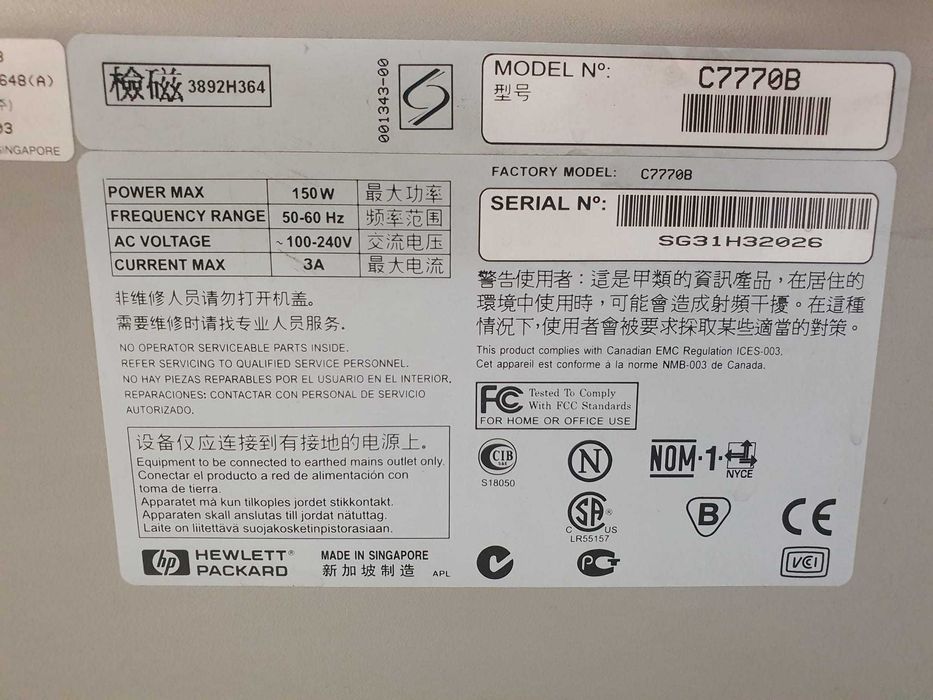 8
648(A)
03
SINGAPORE
檢磁 3892H364
001343-00
MODEL Nº:
型号
C7770B
FACTORY MODEL: C7770B
SERIAL Nº:
SG31H32026
POWER MAX 150W 最大功率
FREQUENCY RANGE 50-60 Hz 频率范围
AC VOLTAGE ~100-240V 交流电压
CURRENT MAX 3A 最大电流
非维修人员请勿打开机盖。
需要维修时请找专业人员服务.
NO OPERATOR SERVICEABLE PARTS INSIDE.
REFER SERVICING TO QUALIFIED SERVICE PERSONNEL.
NO HAY PIEZAS REPARABLES POR EL USUARIO EN EL INTERIOR.
REPARACIONES: CONTACTAR CON PERSONAL DE SERVICIO
AUTORIZADO.
设备仅应连接到有接地的电源上。
Equipment to be connected to earthed mains outlet only.
Conectar el producto a red de alimentación con
toma de tierra.
Apparatet må kun tilkoples jordet stikkontakt.
Apparaten skall anslutas till jordat nätuttag.
Laite on liitettävä suojakosketinpistorasiaan.
hp HEWLETT®
PACKARD
MADE IN SINGAPORE
新加坡制造 APL
警告使用者：這是甲類的資訊產品，在居住的
環境中使用時，可能會造成射頻干擾。在這種
情況下，使用者會被要求採取某些適當的對策。
This product complies with Canadian EMC Regulation ICES-003.
Cet appareil est conforme à la norme NMB-003 de Canada.
FC Tested To Comply
With FCC Standards
FOR HOME OR OFFICE USE
CIB
S18050
N
NOM·1·
NYCE
SA®
C US
LR55157
B
CE
PCT
VCI